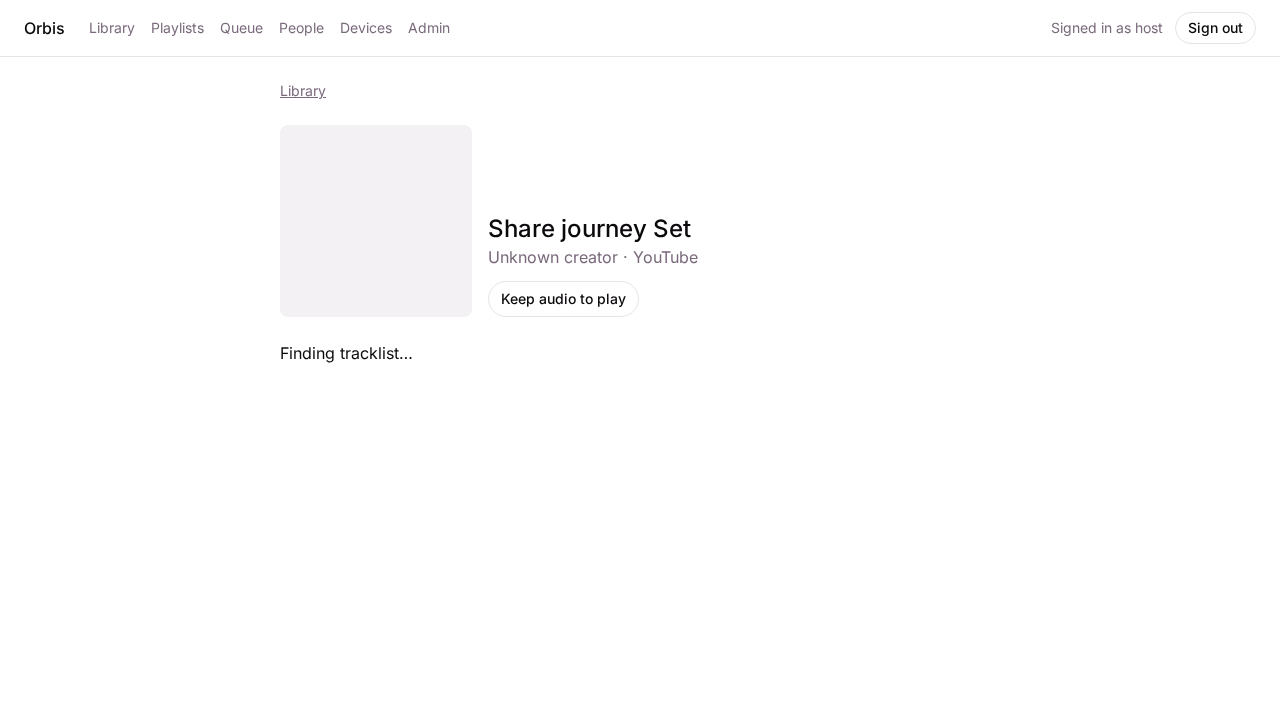 Orbis Library Playlists Queue People Devices Admin Signed in as host Sign out
Library
Share journey Set
Unknown creator · YouTube
Keep audio to play
Finding tracklist…